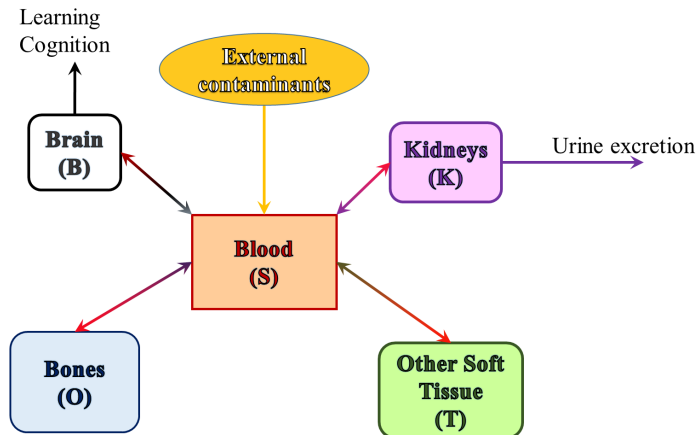 Learning
Cognition
External
contaminants
Brain
(B)
Kidneys
(K)
Urine excretion
Blood
(S)
Bones
(O)
Other Soft
Tissue
(T)